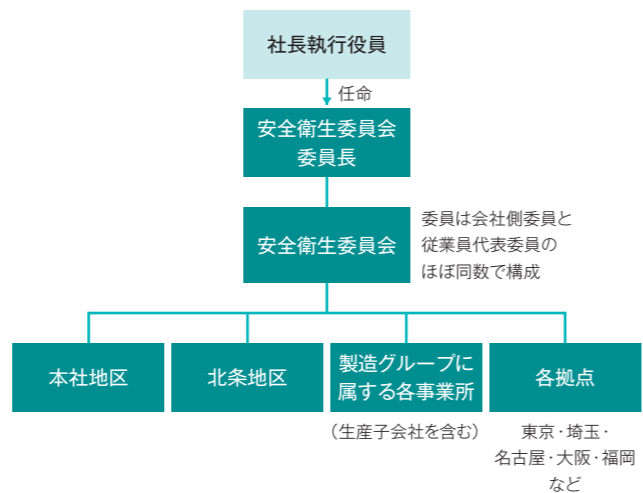 社長執行役員
任命
安全衛生委員会
委員長
安全衛生委員会
委員は会社側委員と
従業員代表委員の
ほぼ同数で構成
本社地区
北条地区
製造グループに
属する各事業所
各拠点
（生産子会社を含む）
東京・埼玉・
名古屋・大阪・福岡
など